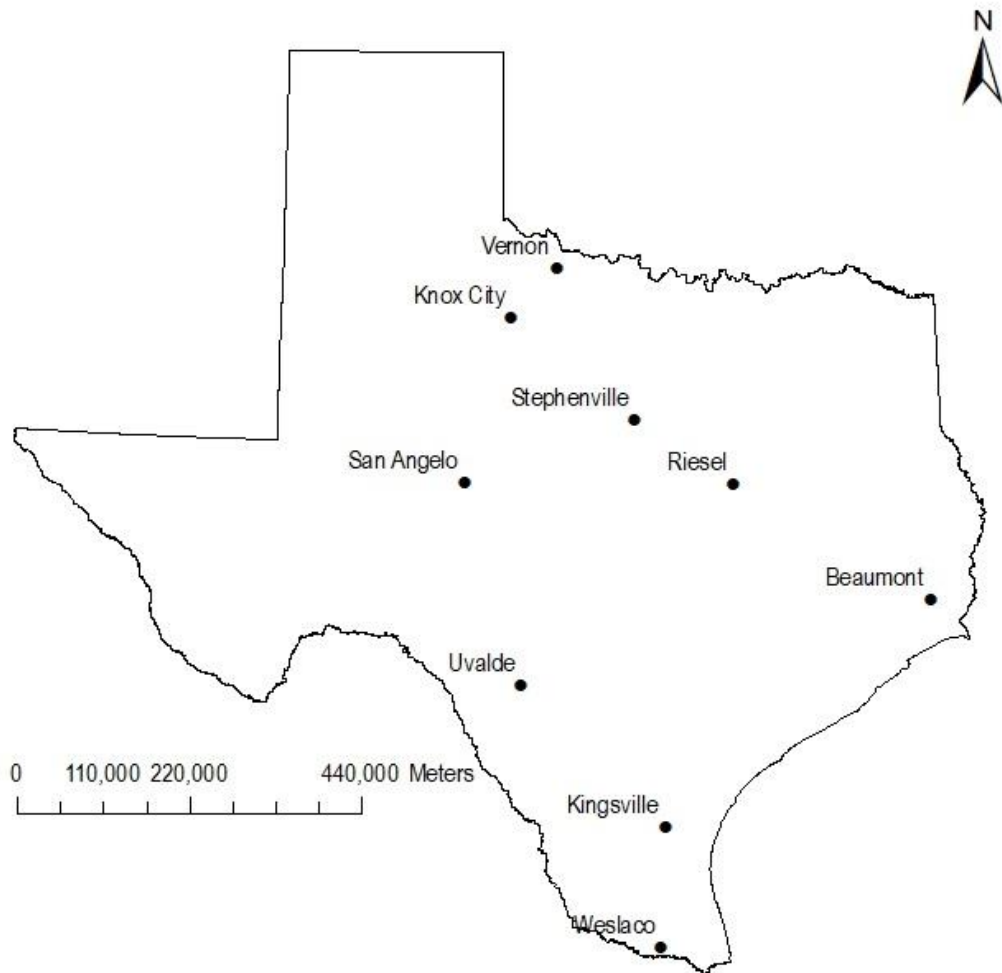 N
Vernon
Knox City
Stephenville
San Angelo
Riesel
Beaumont
Uvalde
0 110,000 220,000 440,000 Meters
Kingsville
Weslaco